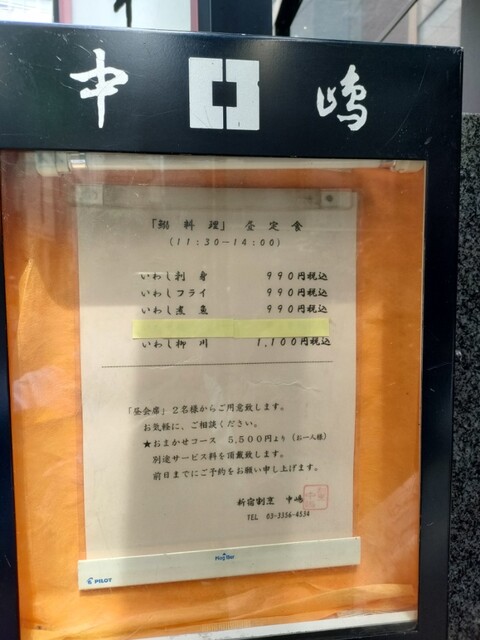 中嶋
「鰯料理」昼定食
(11:30~14:00)
いわし刺身 990円税込
いわしフライ 990円税込
いわし煮魚 990円税込
いわし柳川 1,100円税込
「昼会席」2名様からご用意致します。
お気軽に、ご相談ください。
★おまかせコース 5,500円より(お一人様)
別途サービス料を頂戴致します。
前日までにご予約をお願い申し上げます。
新宿割烹 中嶋
TEL 03-3356-4534
PILOT